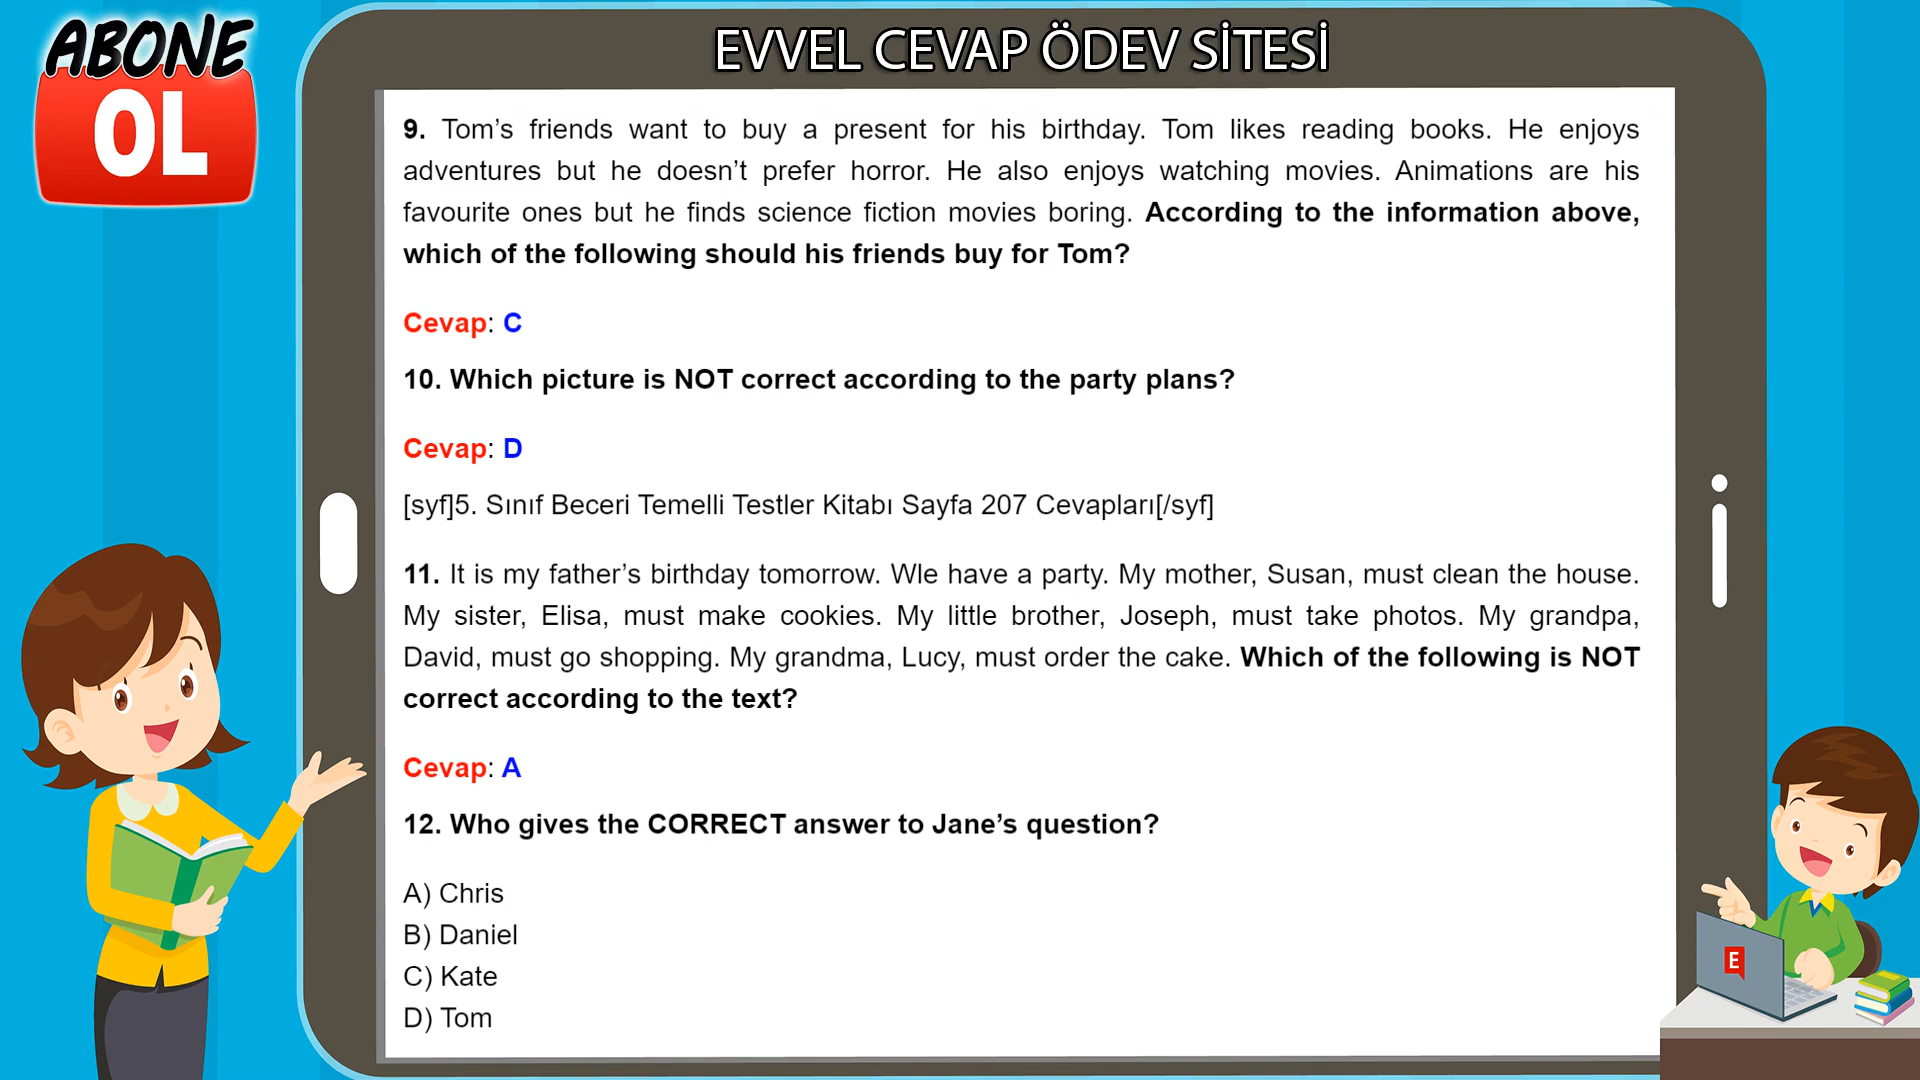 ABONE
OL
EVVEL CEVAP ÖDEV SİTESİ
9. Tom’s friends want to buy a present for his birthday. Tom likes reading books. He enjoys
adventures but he doesn’t prefer horror. He also enjoys watching movies. Animations are his
favourite ones but he finds science fiction movies boring. According to the information above,
which of the following should his friends buy for Tom?
Cevap: C
10. Which picture is NOT correct according to the party plans?
Cevap: D
[syf]5. Sınıf Beceri Temelli Testler Kitabı Sayfa 207 Cevapları[/syf]
11. It is my father’s birthday tomorrow. Wle have a party. My mother, Susan, must clean the house.
My sister, Elisa, must make cookies. My little brother, Joseph, must take photos. My grandpa,
David, must go shopping. My grandma, Lucy, must order the cake. Which of the following is NOT
correct according to the text?
Cevap: A
12. Who gives the CORRECT answer to Jane’s question?
A) Chris
B) Daniel
C) Kate
D) Tom
E